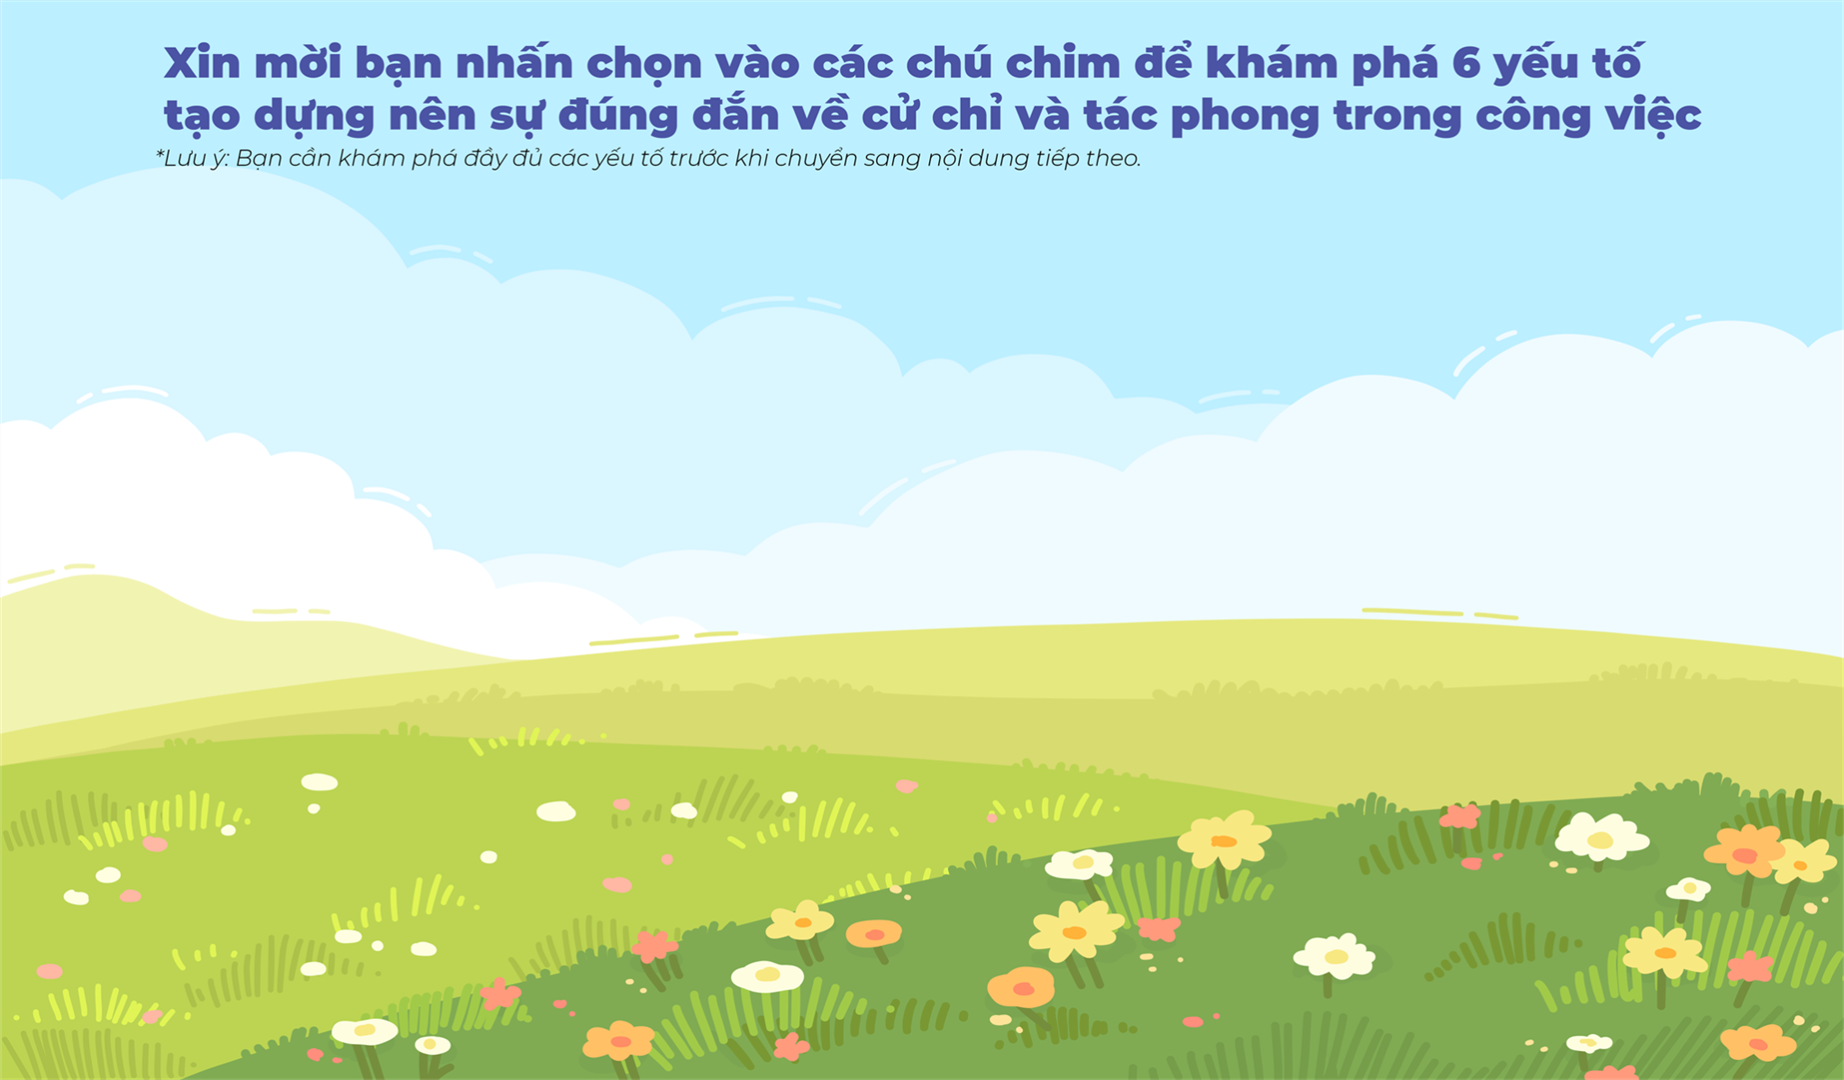 Xin mời bạn nhấn chọn vào các chú chim để khám phá 6 yếu tố
tạo dựng nên sự đúng đắn về cử chỉ và tác phong trong công việc
*Lưu ý: Bạn cần khám phá đầy đủ các yếu tố trước khi chuyển sang nội dung tiếp theo.